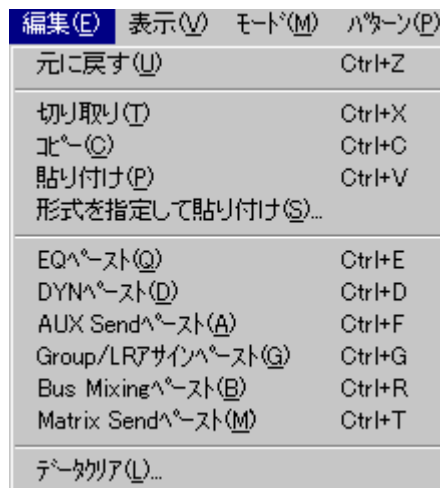 編集(E) 表示(V) ﾓｰﾄﾞ(M) ﾊﾟﾀｰﾝ(P)
元に戻す(U) Ctrl+Z
切り取り(T) Ctrl+X
ｺﾋﾟｰ(C) Ctrl+C
貼り付け(P) Ctrl+V
形式を指定して貼り付け(S)...
EQﾍﾟｰｽﾄ(Q) Ctrl+E
DYNﾍﾟｰｽﾄ(D) Ctrl+D
AUX Sendﾍﾟｰｽﾄ(A) Ctrl+F
Group/LRｱｻｲﾝﾍﾟｰｽﾄ(G) Ctrl+G
Bus Mixingﾍﾟｰｽﾄ(B) Ctrl+R
Matrix Sendﾍﾟｰｽﾄ(M) Ctrl+T
ﾃﾞｰﾀｸﾘｱ(L)...